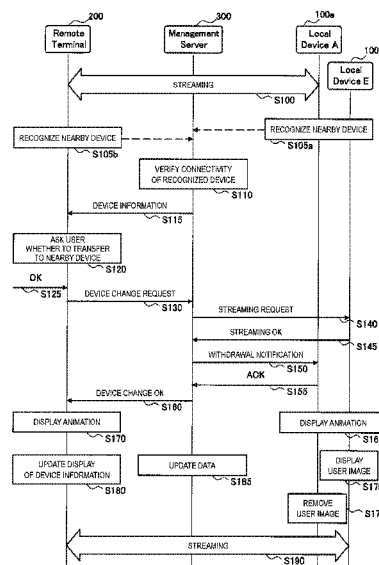 200
Remote
Terminal
300
Management
Server
100a
Local
Device A
100
Local
Device E
STREAMING
S100
RECOGNIZE NEARBY DEVICE
S105b
RECOGNIZE NEARBY DEVICE
S105a
VERIFY CONNECTIVITY
OF RECOGNIZED DEVICE
S110
DEVICE INFORMATION
S115
ASK USER
WHETHER TO TRANSFER
TO NEARBY DEVICE
S120
OK
S125
DEVICE CHANGE REQUEST
S130
STREAMING REQUEST
S140
STREAMING OK
S145
WITHDRAWAL NOTIFICATION
S150
AOK
S155
DEVICE CHANGE OK
S160
DISPLAY ANIMATION
S170
DISPLAY ANIMATION
S16
UPDATE DISPLAY
OF DEVICE INFORMATION
S180
UPDATE DATA
S185
DISPLAY
USER IMAGE
S17
REMOVE
USER IMAGE
S17
STREAMING
S190